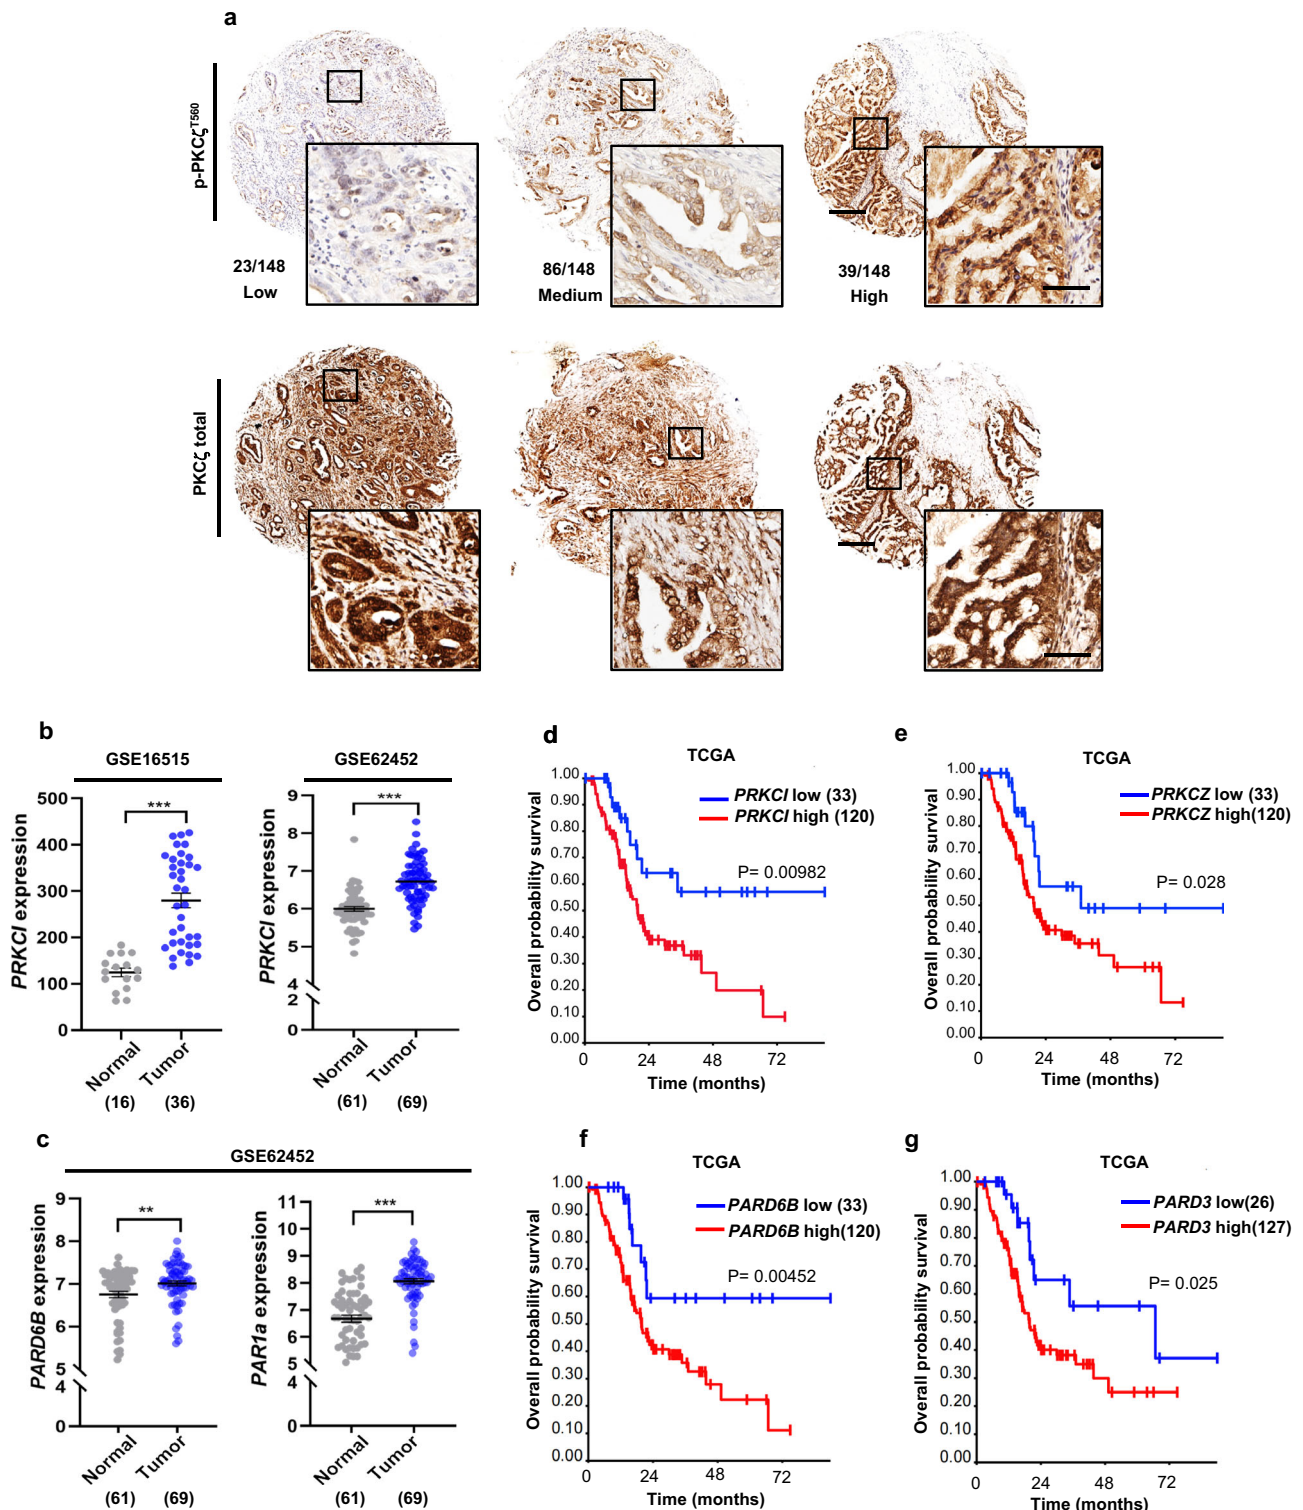 a
p-PKCζT560
23/148
Low
86/148
Medium
39/148
High
PKCζ total
b
GSE16515
PRKCI expression
500
400
300
200
100
0
***
Normal
Tumor
(16)
(36)
GSE62452
PRKCI expression
9
8
7
6
5
4
2
0
***
Normal
Tumor
(61)
(69)
c
GSE62452
PARD6B expression
9
8
7
6
5
4
0
**
Normal
Tumor
(61)
(69)
PAR1a expression
11
10
9
8
7
6
5
4
0
***
Normal
Tumor
(61)
(69)
d
TCGA
Overall probability survival
1.00
0.90
0.80
0.70
0.60
0.50
0.40
0.30
0.20
0.10
0.00
PRKCI low (33)
PRKCI high (120)
P= 0.00982
0 24 48 72
Time (months)
e
TCGA
Overall probability survival
1.00
0.90
0.80
0.70
0.60
0.50
0.40
0.30
0.20
0.10
0.00
PRKCZ low (33)
PRKCZ high(120)
P= 0.028
0 24 48 72
Time (months)
f
TCGA
Overall probability survival
1.00
0.90
0.80
0.70
0.60
0.50
0.40
0.30
0.20
0.10
0.00
PARD6B low (33)
PARD6B high(120)
P= 0.00452
0 24 48 72
Time (months)
g
TCGA
Overall probability survival
1.00
0.90
0.80
0.70
0.60
0.50
0.40
0.30
0.20
0.10
0.00
PARD3 low(26)
PARD3 high(127)
P= 0.025
0 24 48 72
Time (months)